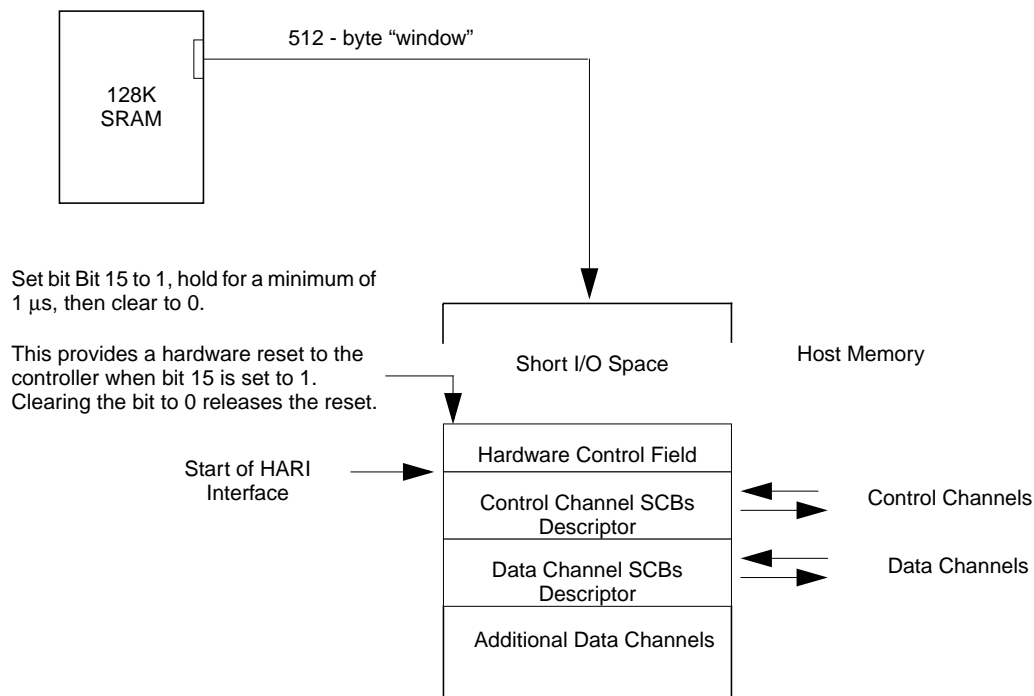 512 - byte “window”
128K
SRAM
Set bit Bit 15 to 1, hold for a minimum of
1 μs, then clear to 0.
This provides a hardware reset to the
controller when bit 15 is set to 1.
Clearing the bit to 0 releases the reset.
Short I/O Space
Host Memory
Hardware Control Field
Start of HARI
Interface
Control Channel SCBs
Descriptor
Control Channels
Data Channel SCBs
Descriptor
Data Channels
Additional Data Channels